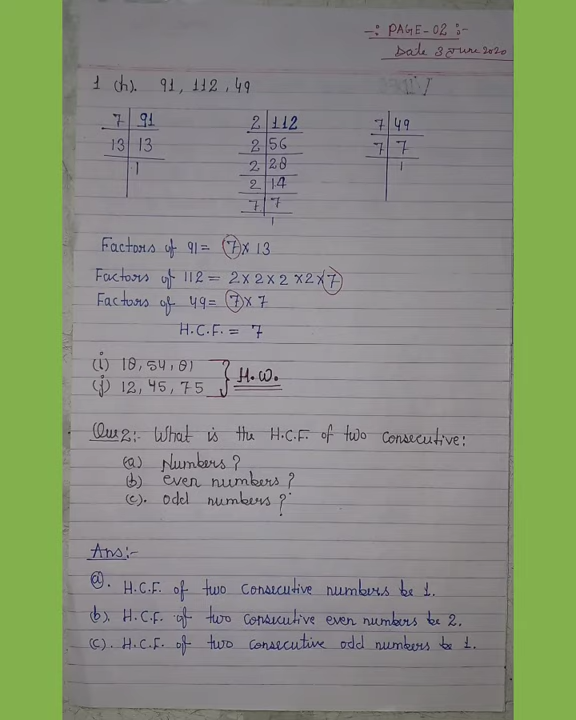 -: PAGE-02 :-
Date 3 June 2020
1 (h). 91, 112, 49
7 | 91
13 | 13
1
2 | 112
2 | 56
2 | 28
2 | 14
7 | 7
1
7 | 49
7 | 7
1
Factors of 91 = 7 × 13
Factors of 112 = 2 × 2 × 2 × 2 × 7
Factors of 49 = 7 × 7
H.C.F. = 7
(i) 18, 54, 81
(j) 12, 45, 75 } H.W.
Que 2:- What is the H.C.F. of two consecutive:
(a) Numbers?
(b) even numbers?
(c). odd numbers?
Ans:-
(a). H.C.F. of two consecutive numbers be 1.
(b). H.C.F. of two consecutive even numbers be 2.
(c). H.C.F. of two consecutive odd numbers be 1.